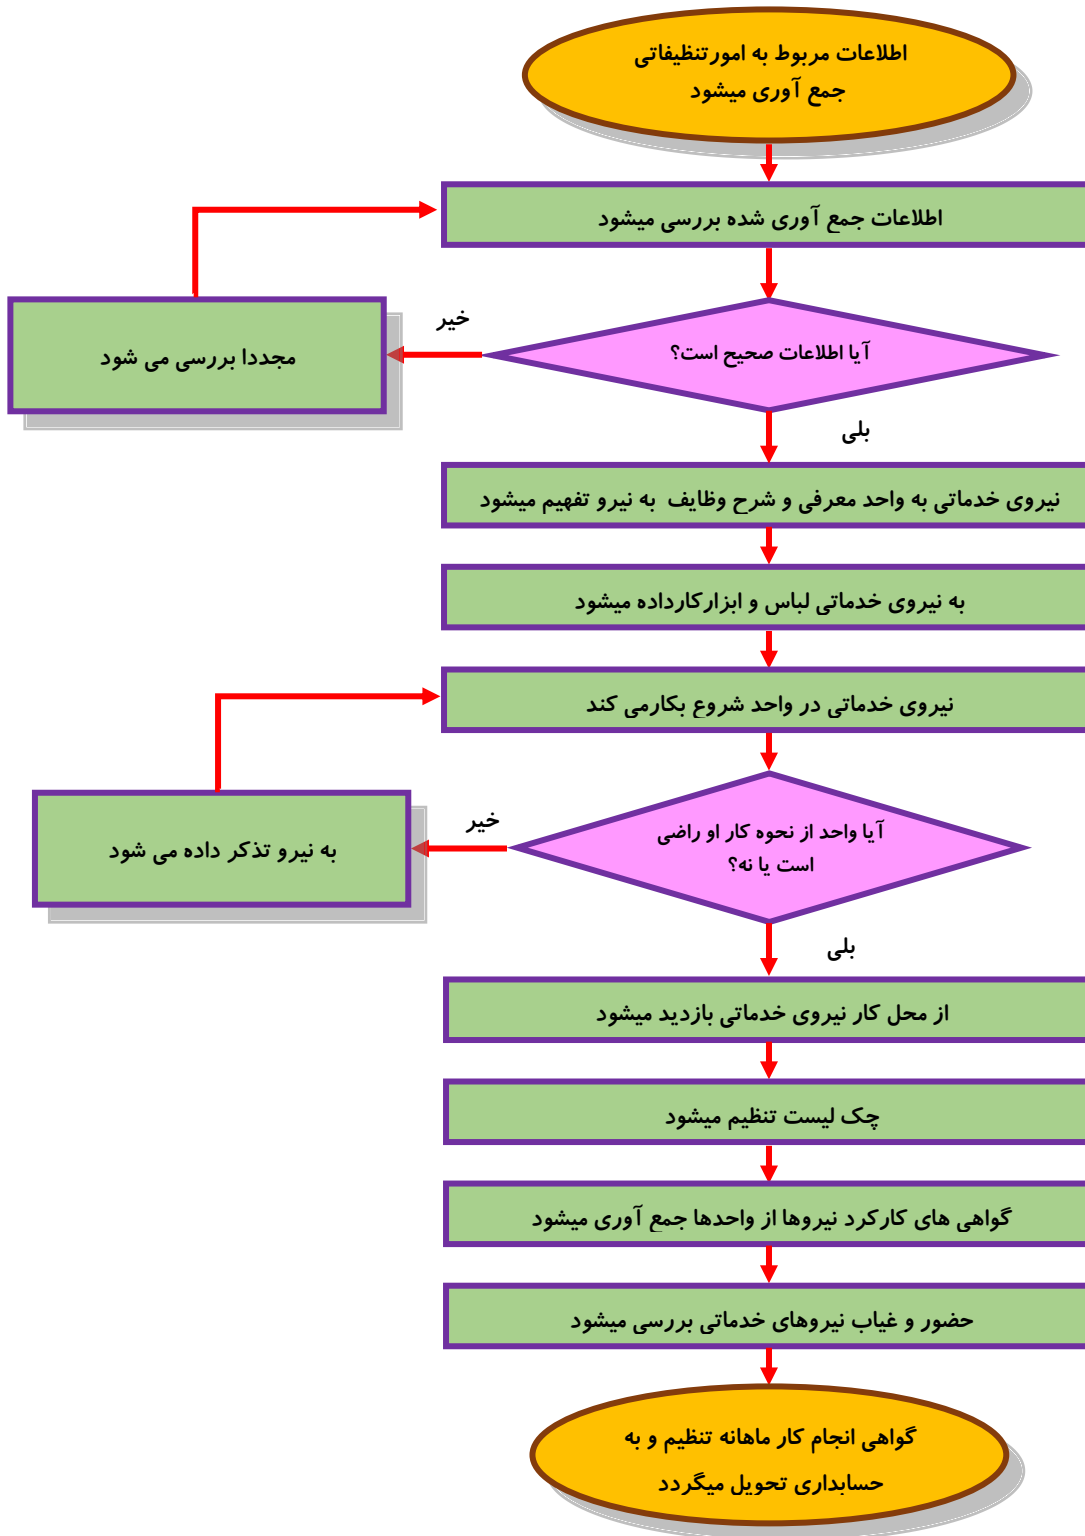 اطلاعات مربوط به امورتنظیفاتی
جمع آوری میشود
اطلاعات جمع آوری شده بررسی میشود
آیا اطلاعات صحیح است؟
خیر
مجددا بررسی می شود
بلی
نیروی خدماتی به واحد معرفی و شرح وظایف به نیرو تفهیم میشود
به نیروی خدماتی لباس و ابزارکارداده میشود
نیروی خدماتی در واحد شروع بکارمی کند
آیا واحد از نحوه کار او راضی
است یا نه؟
خیر
به نیرو تذکر داده می شود
بلی
از محل کار نیروی خدماتی بازدید میشود
چک لیست تنظیم میشود
گواهی های کارکرد نیروها از واحدها جمع آوری میشود
حضور و غیاب نیروهای خدماتی بررسی میشود
گواهی انجام کار ماهانه تنظیم و به
حسابداری تحویل میگردد